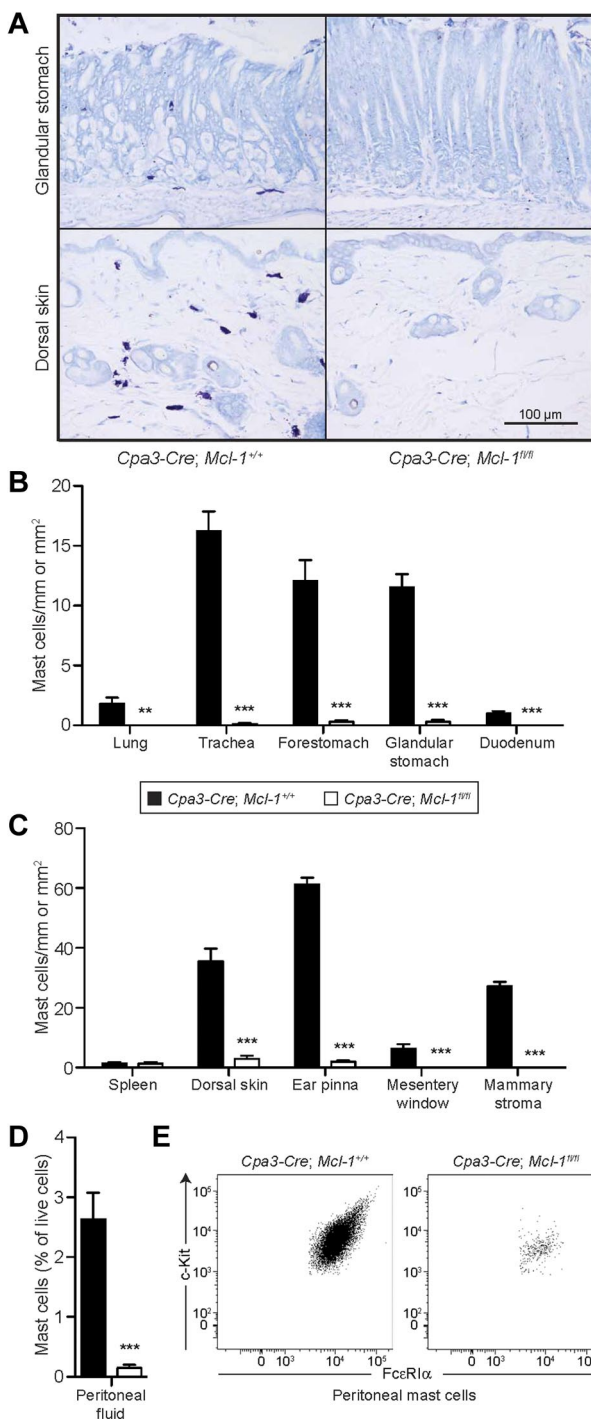 A
Glandular stomach
Dorsal skin
100 µm
Cpa3-Cre; Mcl-1+/+
Cpa3-Cre; Mcl-1fl/fl
B
Mast cells/mm or mm2
20
15
10
5
0
**
***
***
***
***
Lung
Trachea
Forestomach
Glandular
stomach
Duodenum
Cpa3-Cre; Mcl-1+/+
Cpa3-Cre; Mcl-1fl/fl
C
Mast cells/mm or mm2
80
60
40
20
0
***
***
***
***
Spleen
Dorsal skin
Ear pinna
Mesentery
window
Mammary
stroma
D
Mast cells (% of live cells)
4
3
2
1
0
***
Peritoneal
fluid
E
Cpa3-Cre; Mcl-1+/+
Cpa3-Cre; Mcl-1fl/fl
c-Kit
105
104
103
102
0
0 103 104 105
105
104
103
102
0
0 103 104
FcεRIα
Peritoneal mast cells